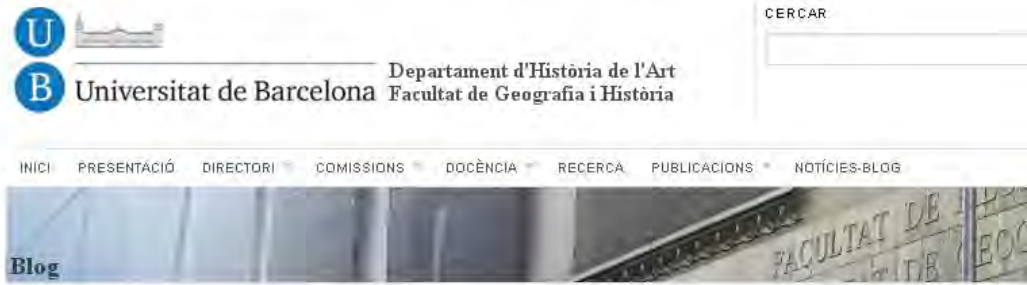 CERCAR
U
B
Universitat de Barcelona
Departament d'Història de l'Art
Facultat de Geografia i Història
INICI PRESENTACIÓ DIRECTORI COMISSIONS DOCÈNCIA RECERCA PUBLICACIONS NOTÍCIES-BLOG
FACULTAT DE
DE
Blog